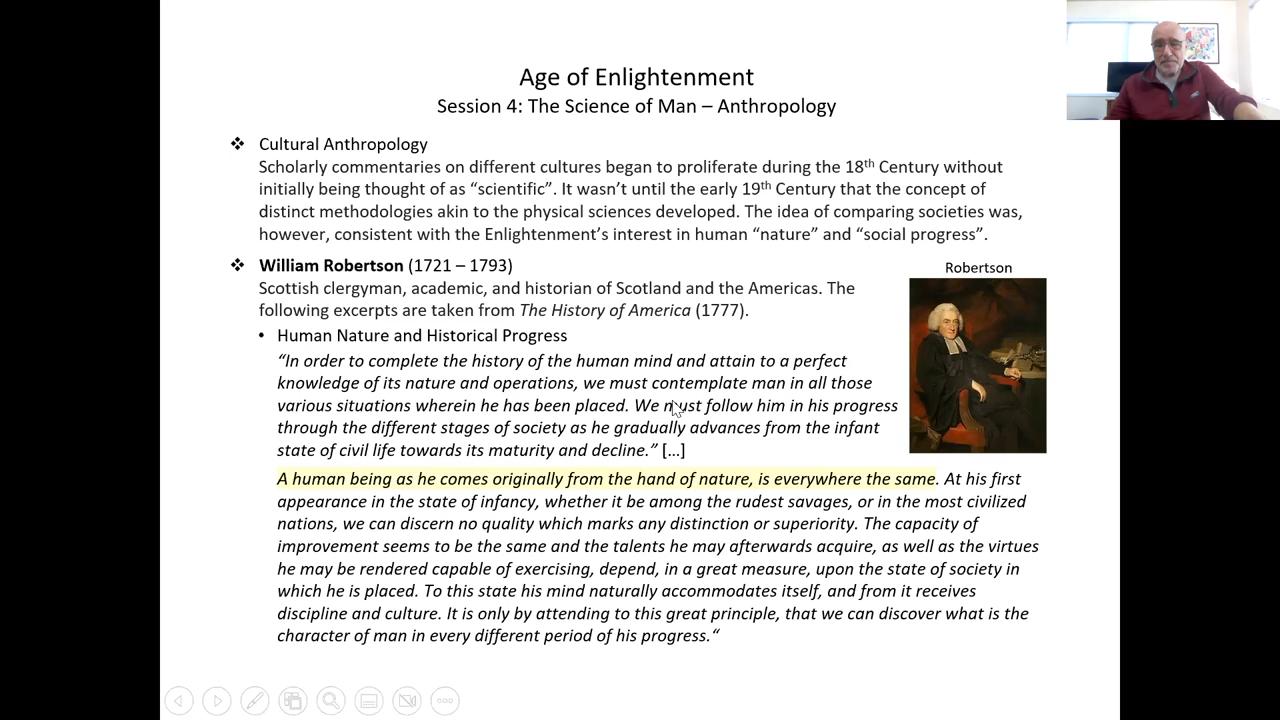 Age of Enlightenment
Session 4: The Science of Man – Anthropology
❖ Cultural Anthropology
Scholarly commentaries on different cultures began to proliferate during the 18th Century without
initially being thought of as “scientific”. It wasn’t until the early 19th Century that the concept of
distinct methodologies akin to the physical sciences developed. The idea of comparing societies was,
however, consistent with the Enlightenment’s interest in human “nature” and “social progress”.
❖ William Robertson (1721 – 1793)
Robertson
Scottish clergyman, academic, and historian of Scotland and the Americas. The
following excerpts are taken from The History of America (1777).
• Human Nature and Historical Progress
“In order to complete the history of the human mind and attain to a perfect
knowledge of its nature and operations, we must contemplate man in all those
various situations wherein he has been placed. We must follow him in his progress
through the different stages of society as he gradually advances from the infant
state of civil life towards its maturity and decline.” [...]
A human being as he comes originally from the hand of nature, is everywhere the same. At his first
appearance in the state of infancy, whether it be among the rudest savages, or in the most civilized
nations, we can discern no quality which marks any distinction or superiority. The capacity of
improvement seems to be the same and the talents he may afterwards acquire, as well as the virtues
he may be rendered capable of exercising, depend, in a great measure, upon the state of society in
which he is placed. To this state his mind naturally accommodates itself, and from it receives
discipline and culture. It is only by attending to this great principle, that we can discover what is the
character of man in every different period of his progress.“